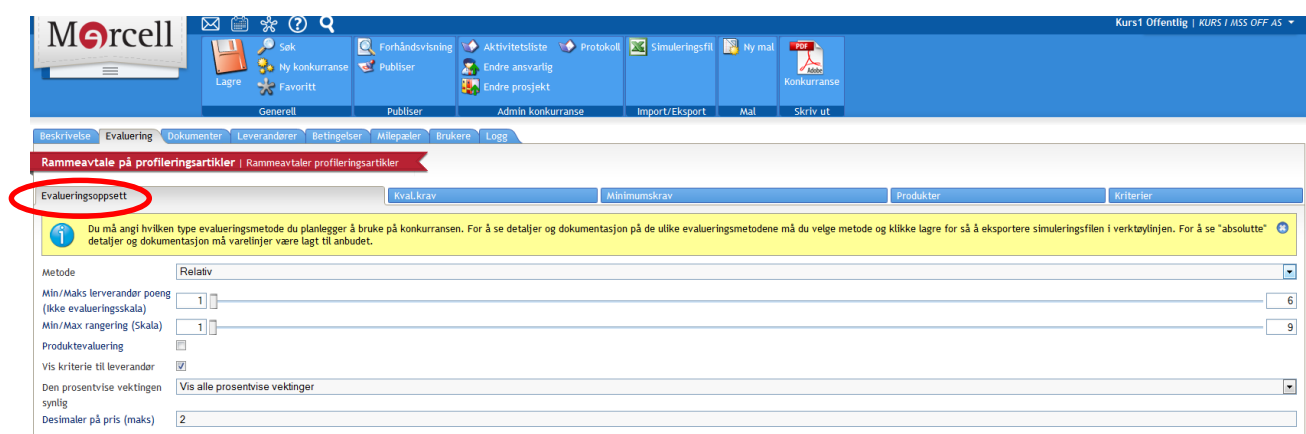 Mercell
Kurs1 Offentlig | KURS I MSS OFF AS
Lagre
Søk
Ny konkurranse
Favoritt
Generell
Forhåndsvisning
Publiser
Publiser
Aktivitetsliste
Protokoll
Endre ansvarlig
Endre prosjekt
Admin konkurranse
Simuleringsfil
Import/Eksport
Ny mal
Mal
PDF
Adobe
Konkurranse
Skriv ut
Beskrivelse Evaluering Dokumenter Leverandører Betingelser Milepæler Brukere Logg
Rammeavtale på profileringsartikler | Rammeavtaler profileringsartikler
Evalueringsoppsett Kval.krav Minimumskrav Produkter Kriterier
Du må angi hvilken type evalueringsmetode du planlegger å bruke på konkurransen. For å se detaljer og dokumentasjon på de ulike evalueringsmetodene må du velge metode og klikke lagre for så å eksportere simuleringsfilen i verktøylinjen. For å se "absolutte"
detaljer og dokumentasjon må varelinjer være lagt til anbudet.
Metode Relativ
Min/Maks lerverandør poeng
(Ikke evalueringsskala) 1 6
Min/Max rangering (Skala) 1 9
Produktevaluering
Vis kriterie til leverandør
Den prosentvise vektingen
synlig
Vis alle prosentvise vektinger
Desimaler på pris (maks) 2